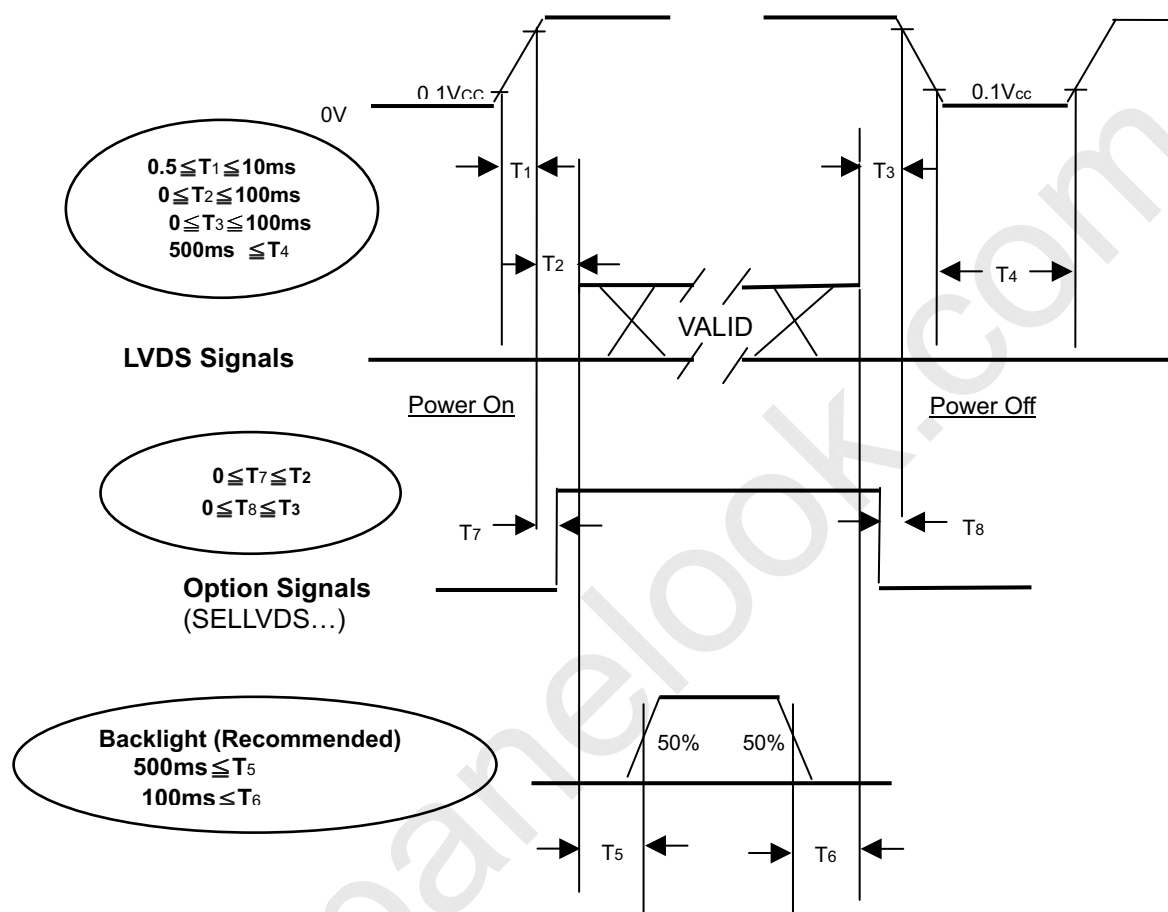 0.1Vcc
0V
0.1Vcc
0.5≦T1≦10ms
0≦T2≦100ms
0≦T3≦100ms
500ms ≦T4
T1
T3
T2
T4
VALID
LVDS Signals
Power On
Power Off
0≦T7≦T2
0≦T8≦T3
T7
T8
Option Signals
(SELLVDS…)
Backlight (Recommended)
500ms≦T5
100ms≦T6
50%
50%
T5
T6
panelook.com